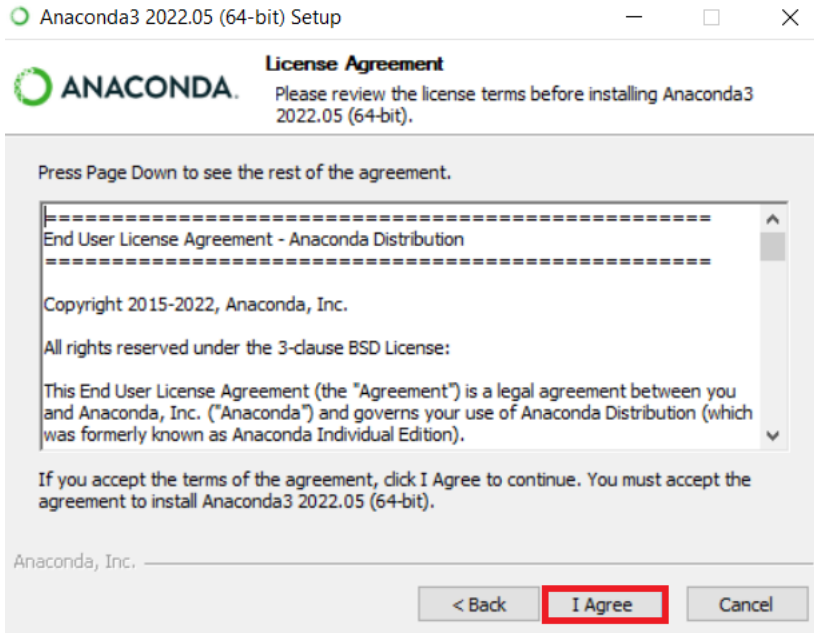 Anaconda3 2022.05 (64-bit) Setup
ANACONDA.
License Agreement
Please review the license terms before installing Anaconda3
2022.05 (64-bit).
Press Page Down to see the rest of the agreement.
====================================================
End User License Agreement - Anaconda Distribution
====================================================
Copyright 2015-2022, Anaconda, Inc.
All rights reserved under the 3-clause BSD License:
This End User License Agreement (the "Agreement") is a legal agreement between you
and Anaconda, Inc. ("Anaconda") and governs your use of Anaconda Distribution (which
was formerly known as Anaconda Individual Edition).
If you accept the terms of the agreement, click I Agree to continue. You must accept the
agreement to install Anaconda3 2022.05 (64-bit).
Anaconda, Inc.
< Back
I Agree
Cancel